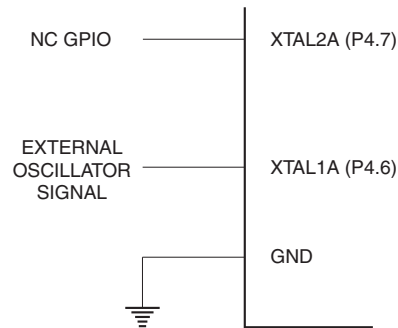 NC GPIO
XTAL2A (P4.7)
EXTERNAL
OSCILLATOR
SIGNAL
XTAL1A (P4.6)
GND